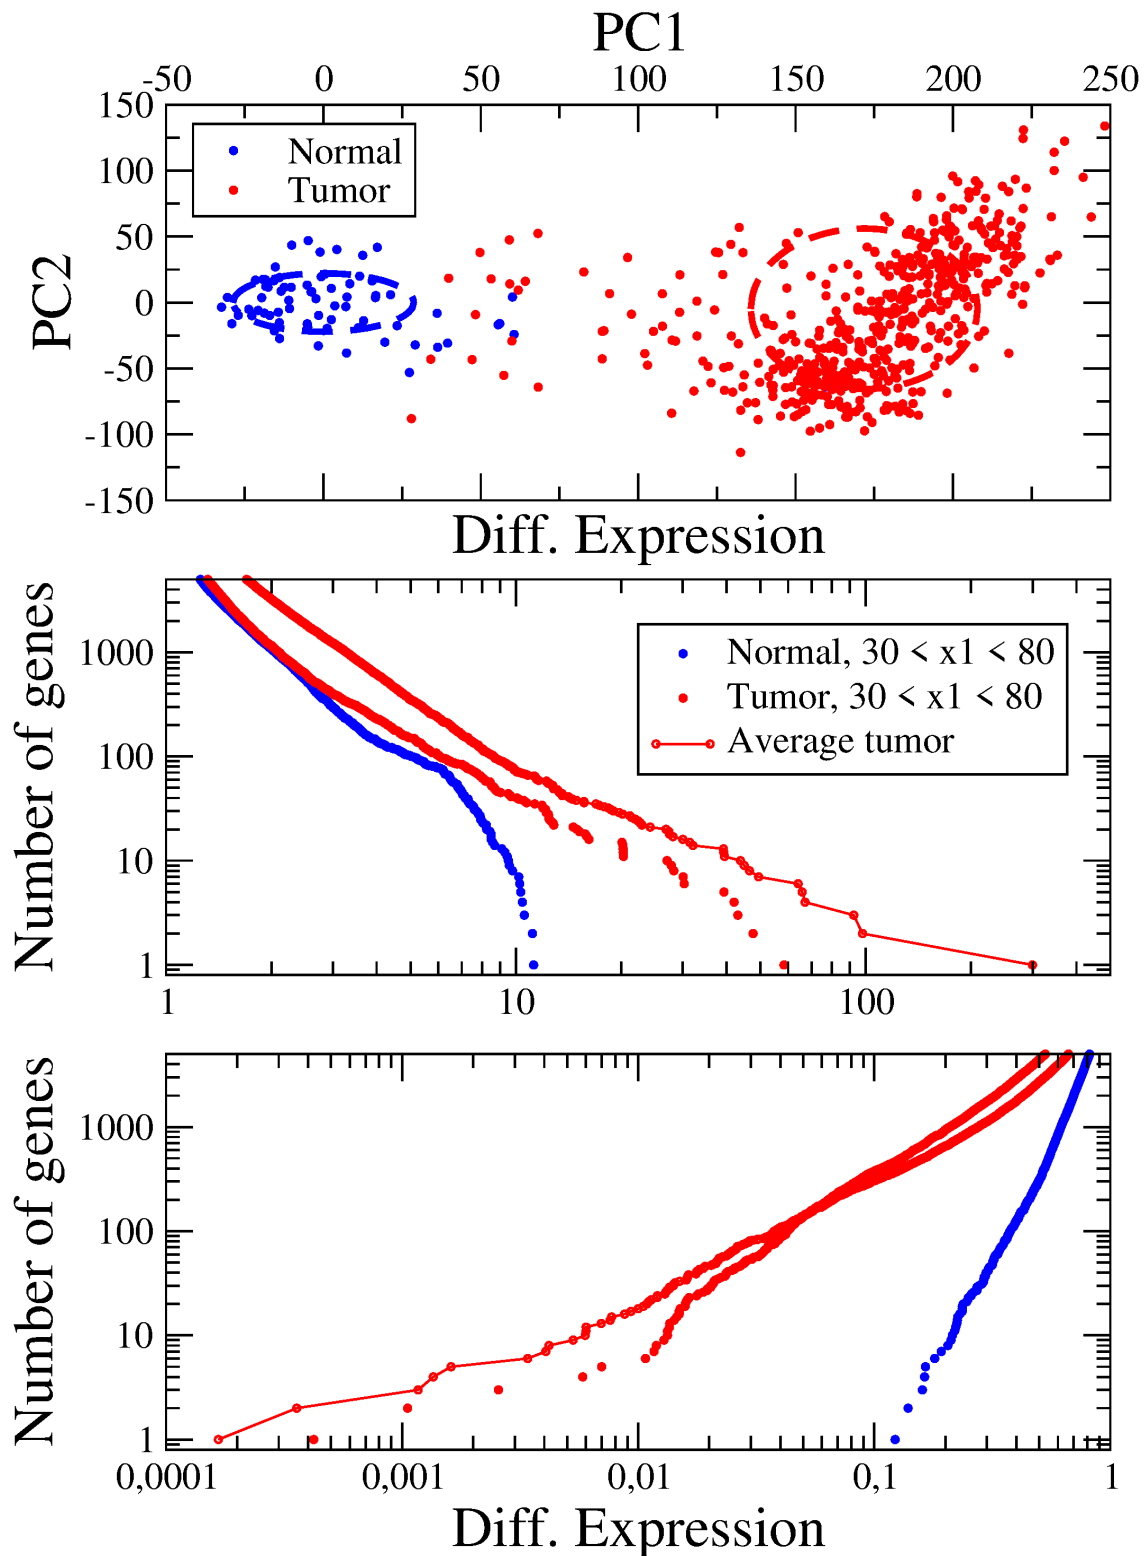 PC1
-50 0 50 100 150 200 250
150
100
50
0
-50
-100
-150
PC2
Normal
Tumor
Diff. Expression
Number of genes
1000
100
10
1
Normal, 30 < x1 < 80
Tumor, 30 < x1 < 80
Average tumor
1 10 100
Number of genes
1000
100
10
1
0,0001 0,001 0,01 0,1 1
Diff. Expression